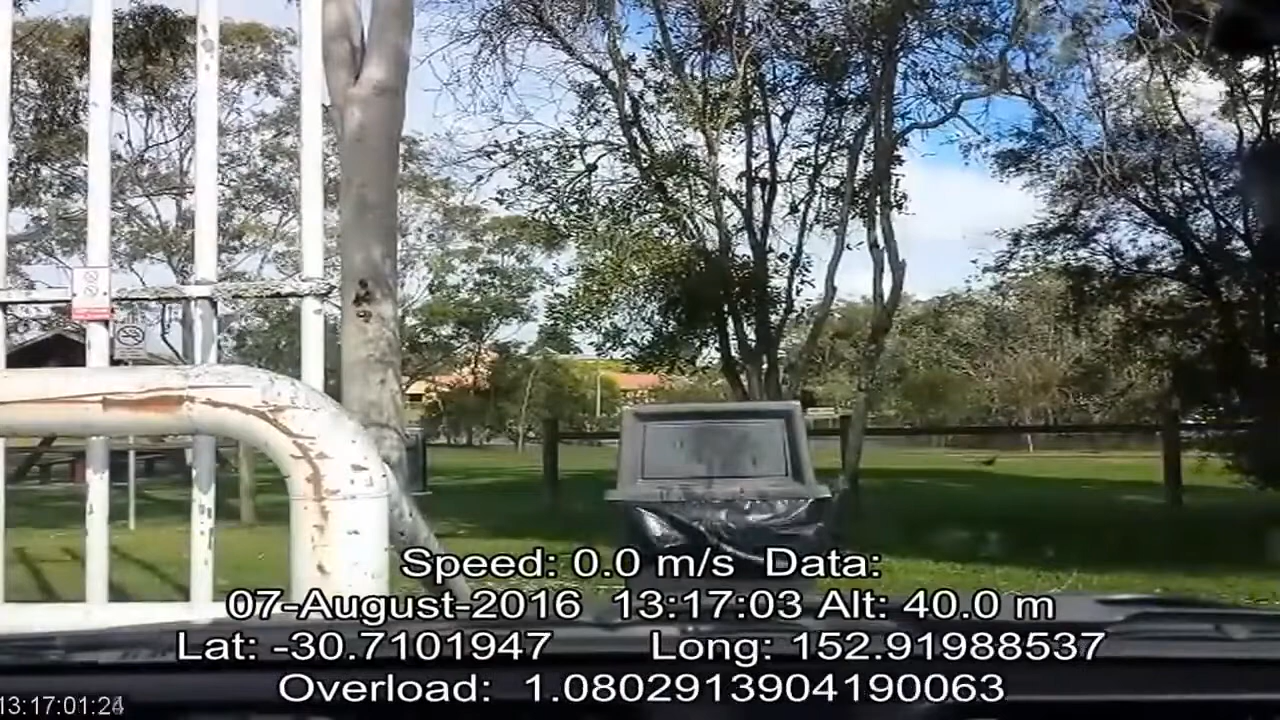 Speed: 0.0 m/s  Data:
07-August-2016  13:17:03 Alt: 40.0 m
Lat: -30.7101947  Long: 152.91988537
Overload:  1.0802913904190063
13:17:01:24